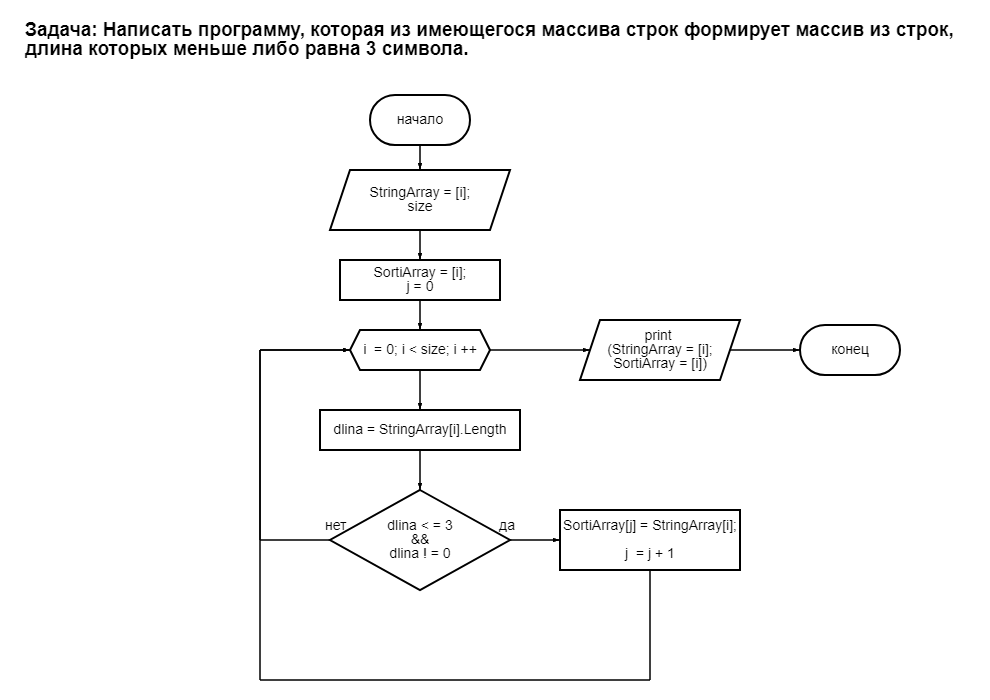 Задача: Написать программу, которая из имеющегося массива строк формирует массив из строк,
длина которых меньше либо равна 3 символа.
начало
StringArray = [i];
size
SortiArray = [i];
j = 0
i = 0; i < size; i ++
print
(StringArray = [i];
SortiArray = [i])
конец
dlina = StringArray[i].Length
нет
dlina < = 3
&&
dlina ! = 0
да
SortiArray[j] = StringArray[i];
j = j + 1